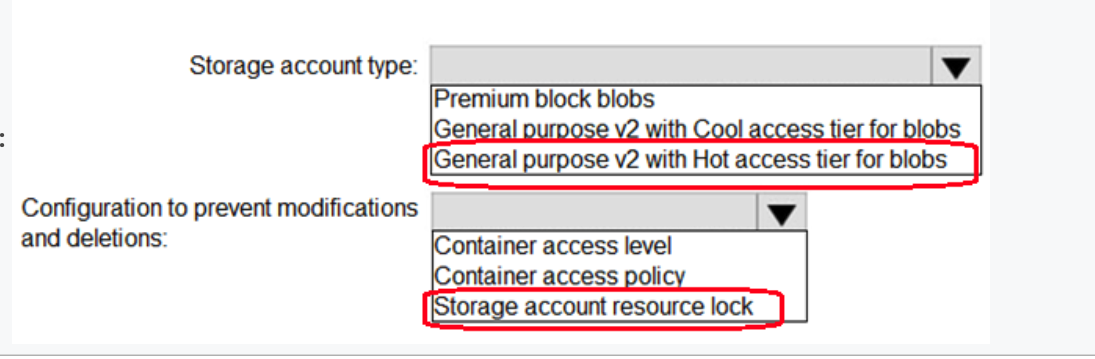 Storage account type:
Premium block blobs
General purpose v2 with Cool access tier for blobs
:
General purpose v2 with Hot access tier for blobs
Configuration to prevent modifications
and deletions:
Container access level
Container access policy
Storage account resource lock